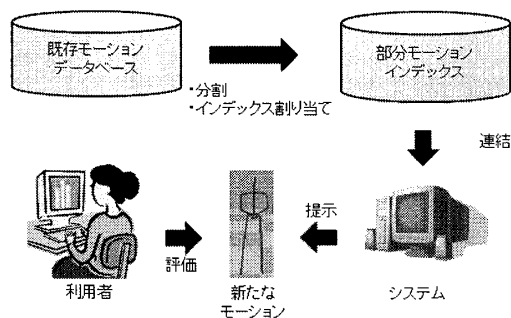 既存モーション
データベース
部分モーション
インデックス
・分割
・インデックス割り当て
連結
提示
評価
利用者
新たな
モーション
システム